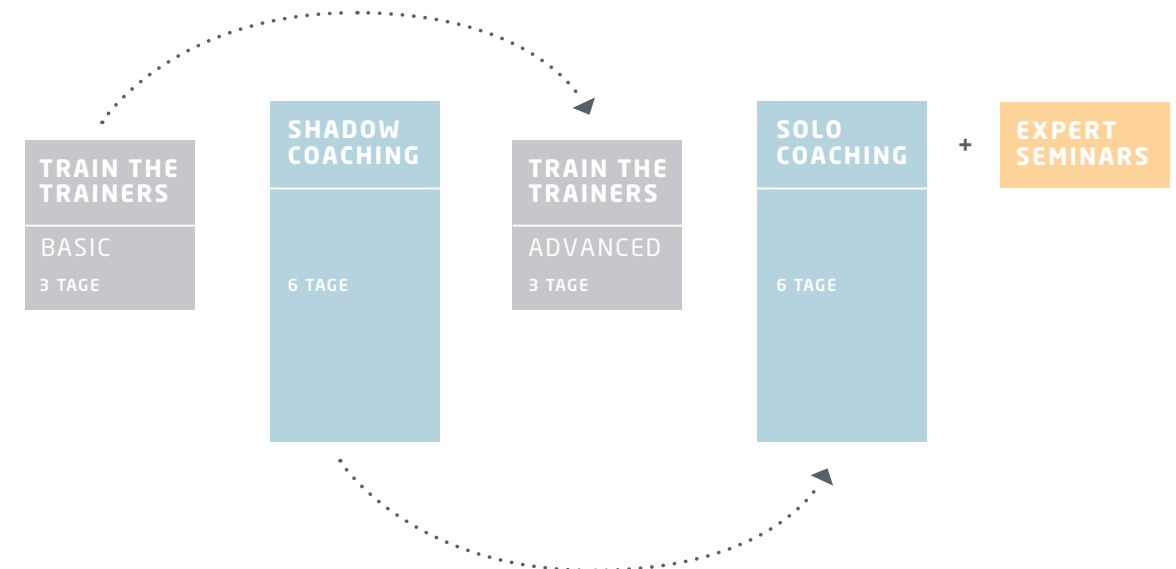 TRAIN THE
TRAINERS
BASIC
3 TAGE
SHADOW
COACHING
6 TAGE
TRAIN THE
TRAINERS
ADVANCED
3 TAGE
SOLO
COACHING
6 TAGE
+
EXPERT
SEMINARS